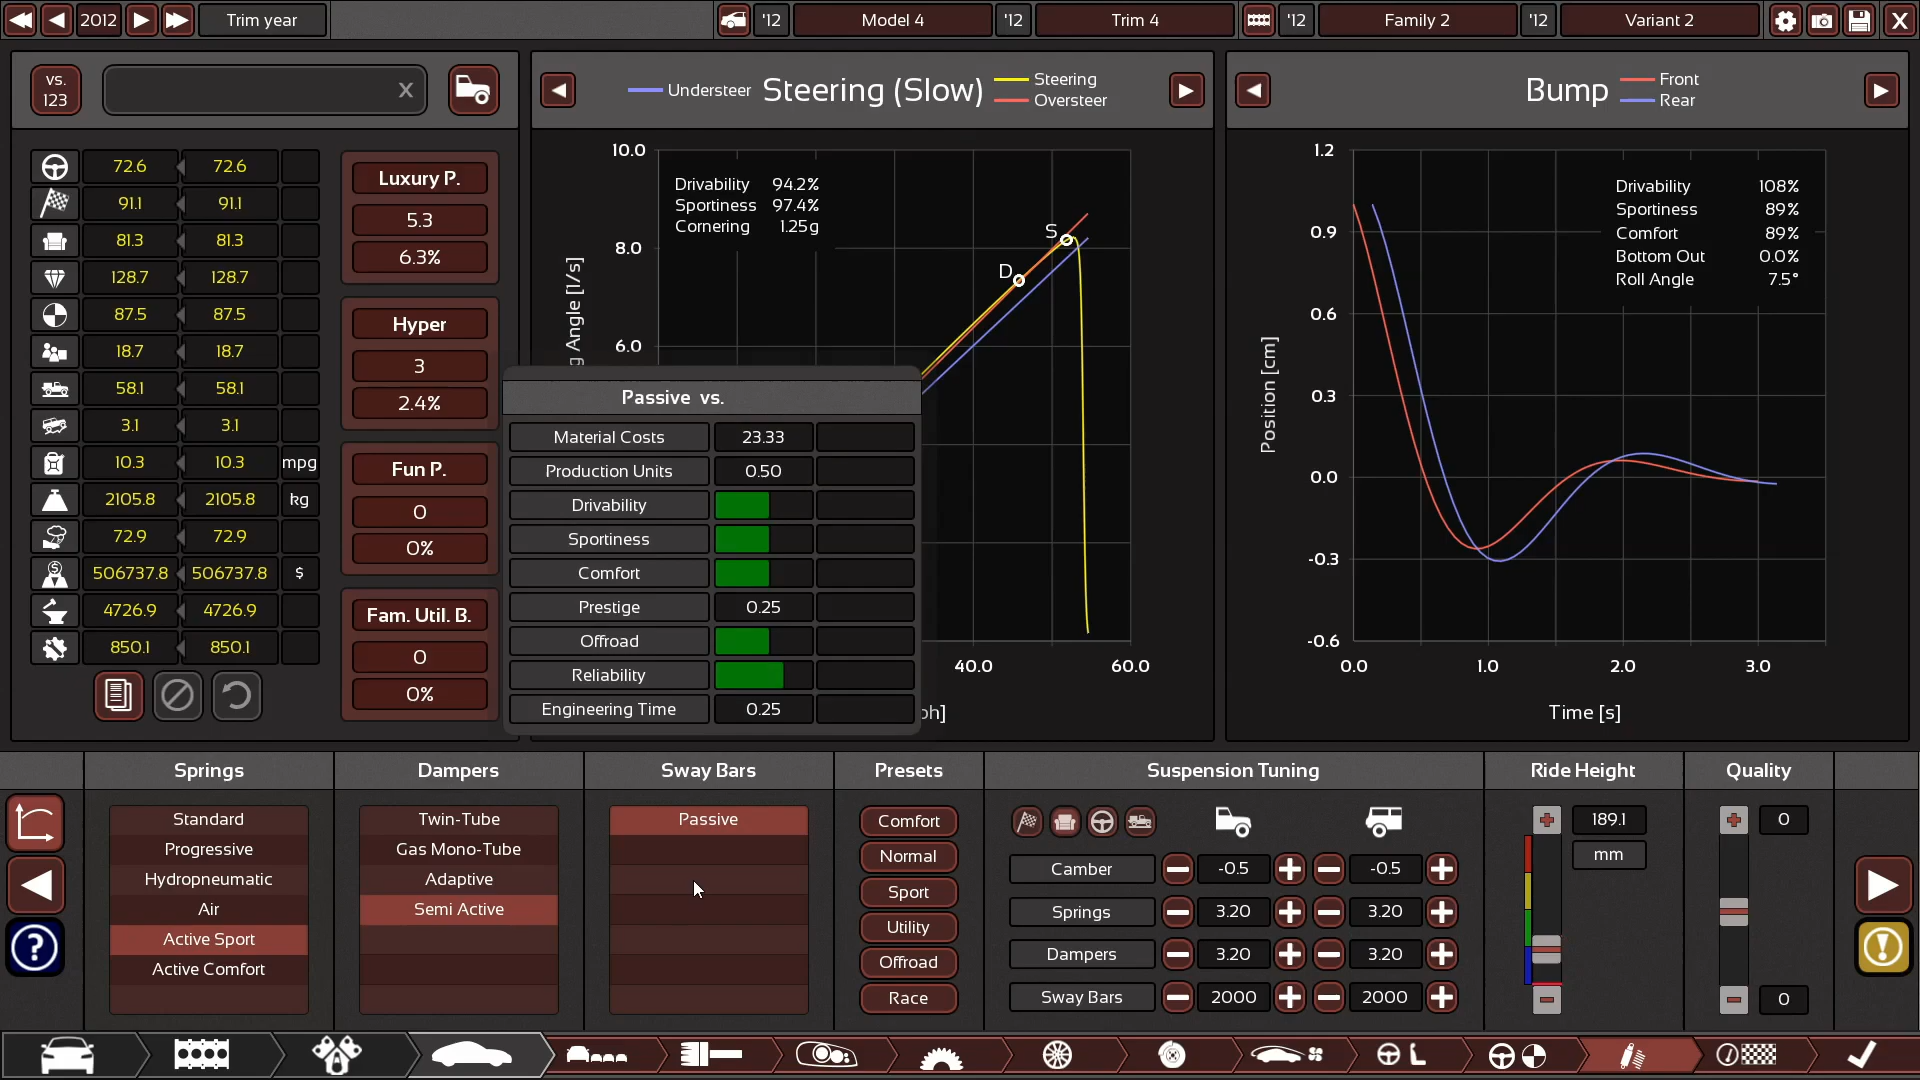 2012
Trim year
'12
Model 4
'12
Trim 4
'12
Family 2
'12
Variant 2
X
vs.
123
x
72.6 72.6
91.1 91.1
81.3 81.3
128.7 128.7
87.5 87.5
18.7 18.7
58.1 58.1
3.1 3.1
10.3 10.3 mpg
2105.8 2105.8 kg
72.9 72.9
506737.8 506737.8 $
4726.9 4726.9
850.1 850.1
Luxury P.
5.3
6.3%
Hyper
3
2.4%
Fun P.
0
0%
Fam. Util. B.
0
0%
Understeer
Steering (Slow)
Steering
Oversteer
Drivability 94.2%
Sportiness 97.4%
Cornering 1.25g
10.0
8.0
6.0
g Angle [l/s]
S
D
40.0
60.0
ph]
Passive vs.
Material Costs 23.33
Production Units 0.50
Drivability
Sportiness
Comfort
Prestige 0.25
Offroad
Reliability
Engineering Time 0.25
Bump
Front
Rear
Drivability 108%
Sportiness 89%
Comfort 89%
Bottom Out 0.0%
Roll Angle 7.5°
1.2
0.9
0.6
0.3
0.0
-0.3
-0.6
Position [cm]
0.0 1.0 2.0 3.0
Time [s]
Springs
Standard
Progressive
Hydropneumatic
Air
Active Sport
Active Comfort
Dampers
Twin-Tube
Gas Mono-Tube
Adaptive
Semi Active
Sway Bars
Passive
Presets
Comfort
Normal
Sport
Utility
Offroad
Race
Suspension Tuning
Camber -0.5 -0.5
Springs 3.20 3.20
Dampers 3.20 3.20
Sway Bars 2000 2000
Ride Height
189.1
mm
Quality
0
0
?
!